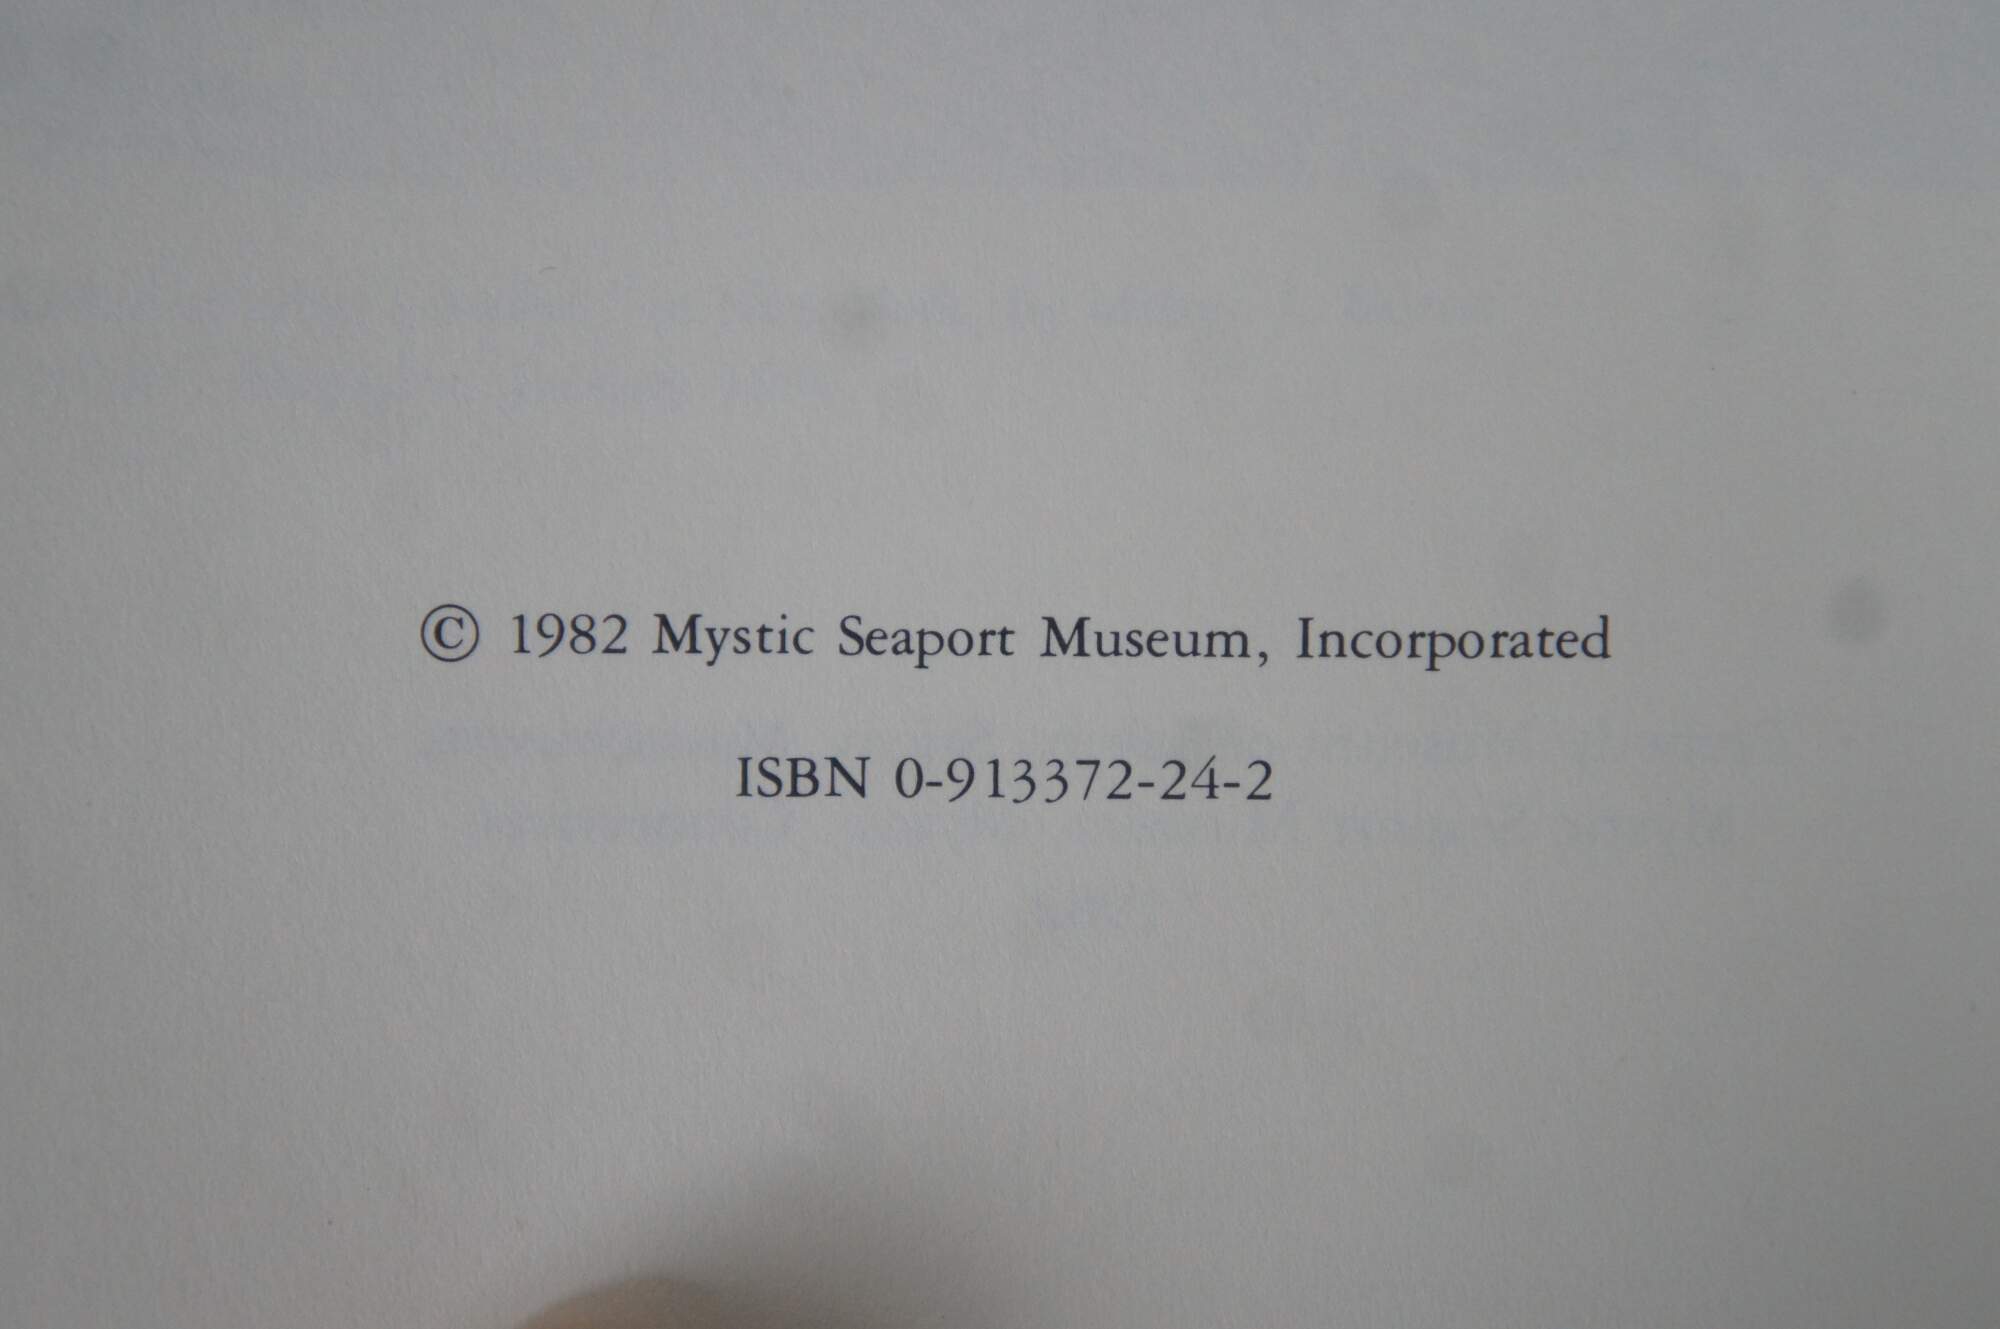 © 1982 Mystic Seaport Museum, Incorporated
ISBN 0-913372-24-2